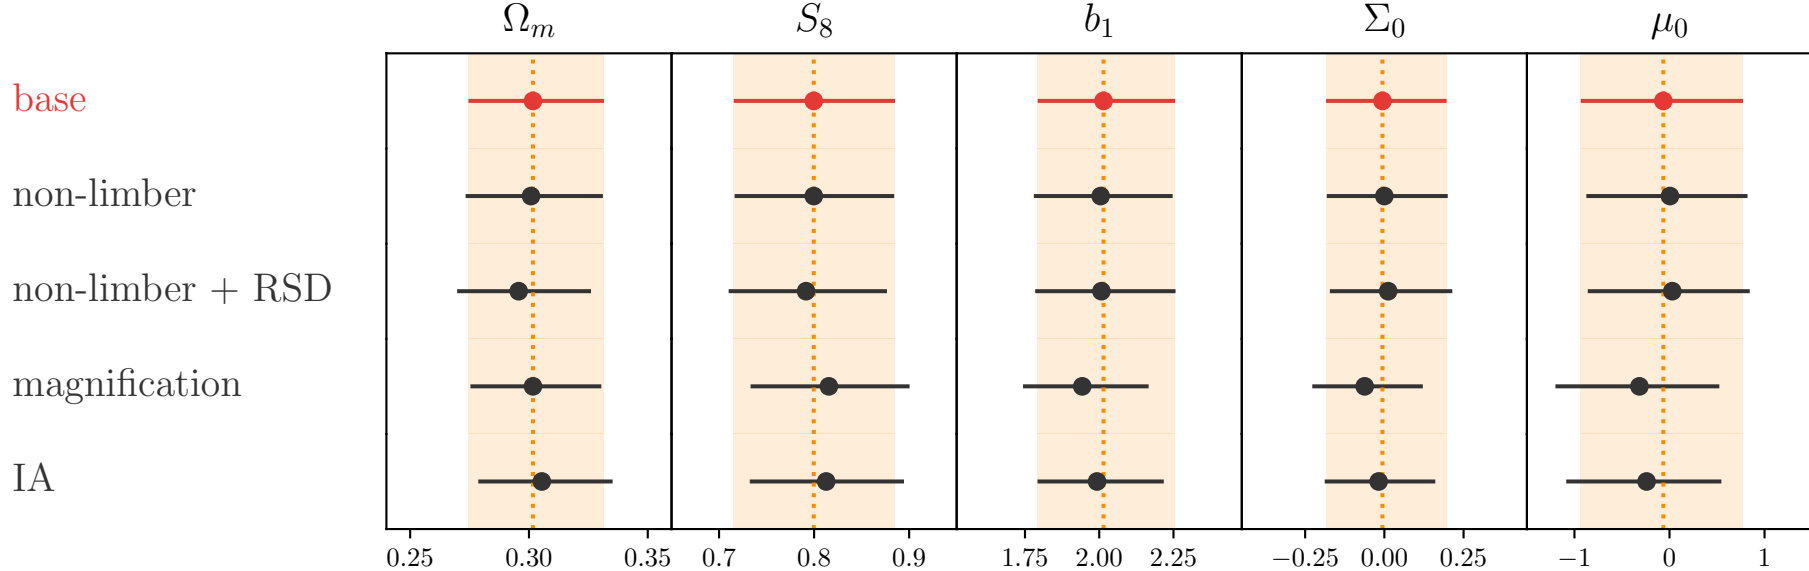 Ωₘ S₈ b₁ Σ₀ μ₀
base
non-limber
non-limber + RSD
magnification
IA
0.25 0.30 0.35 0.7 0.8 0.9 1.75 2.00 2.25 −0.25 0.00 0.25 −1 0 1